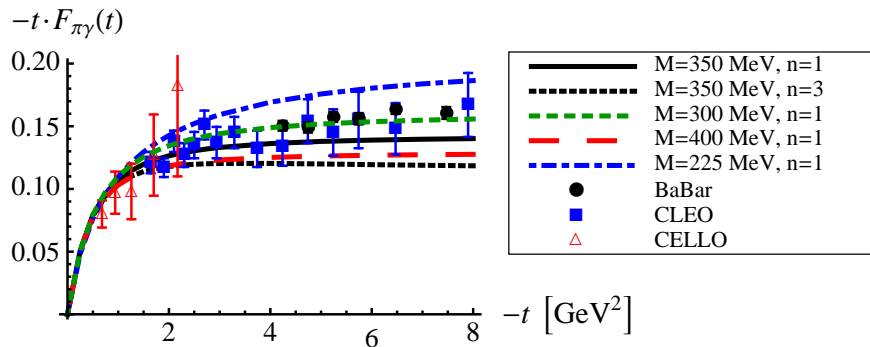 −t· F_{πγ}(t)
0.20
0.15
0.10
0.05
2
4
6
8
−t [GeV²]
M=350 MeV, n=1
M=350 MeV, n=3
M=300 MeV, n=1
M=400 MeV, n=1
M=225 MeV, n=1
BaBar
CLEO
CELLO